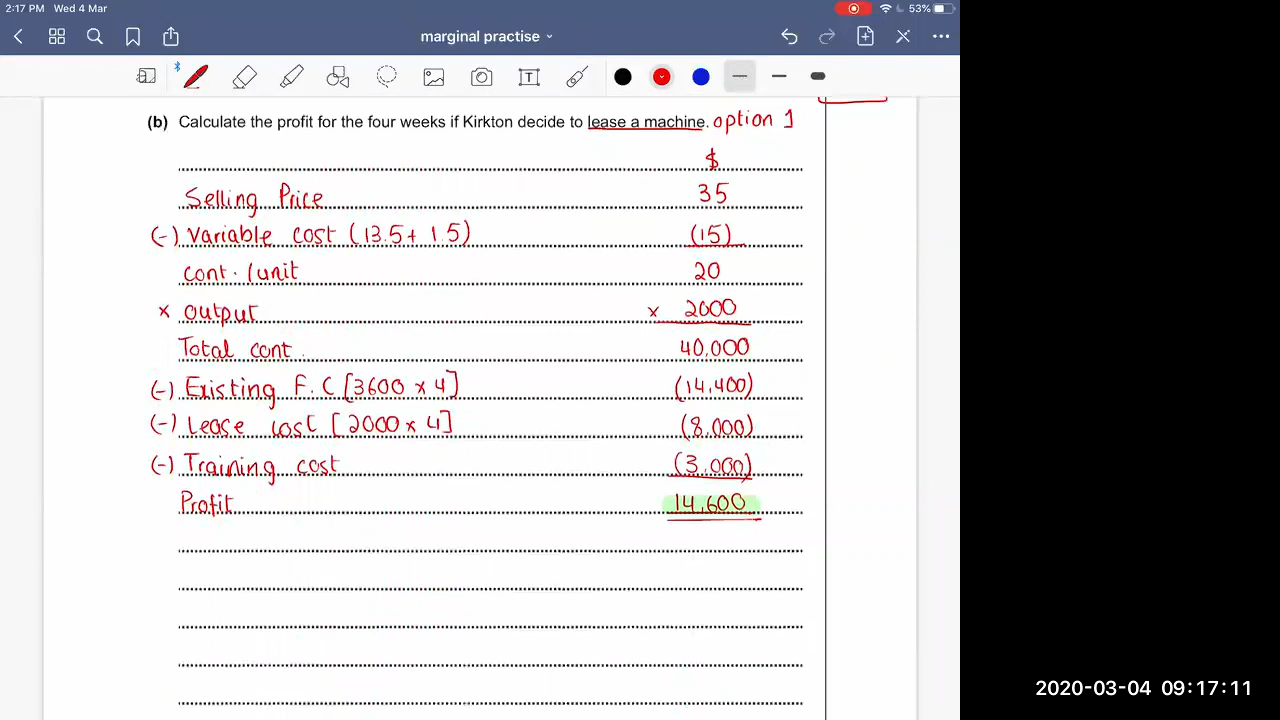 2:17 PM Wed 4 Mar 53%
marginal practise
(b) Calculate the profit for the four weeks if Kirkton decide to lease a machine. option 1
$
Selling Price 35
(-) Variable cost (13.5+ 1.5) (15)
cont. /unit 20
x output x 2000
Total cont. 40,000
(-) Existing F.C [3600 x 4] (14,400)
(-) Lease cost [2000 x 4] (8,000)
(-) Training cost (3,000)
Profit 14,600
2020-03-04 09:17:11